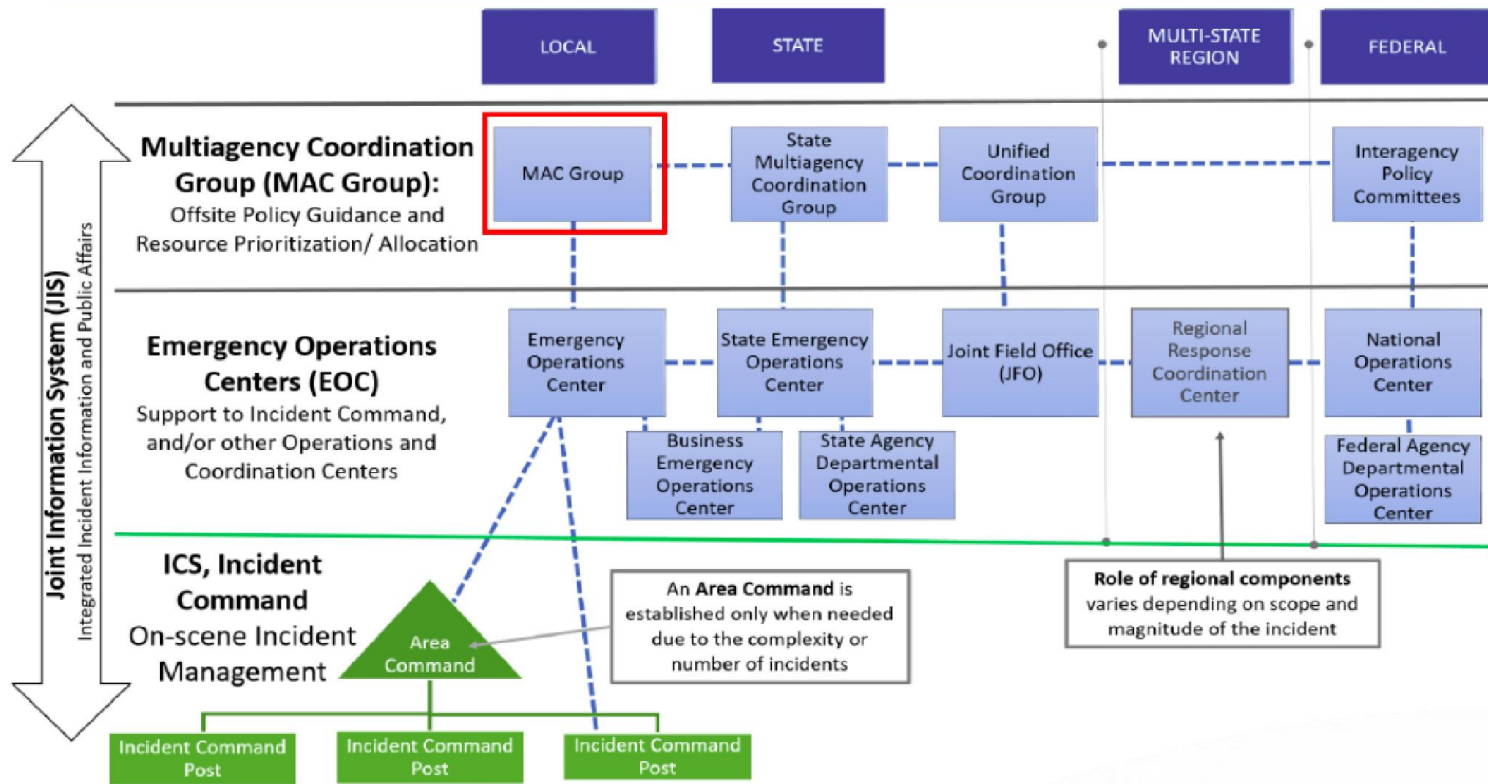 LOCAL
STATE
MULTI-STATE
REGION
FEDERAL
Joint Information System (JIS)
Integrated Incident Information and Public Affairs
Multiagency Coordination
Group (MAC Group):
Offsite Policy Guidance and
Resource Prioritization/ Allocation
MAC Group
State
Multiagency
Coordination
Group
Unified
Coordination
Group
Interagency
Policy
Committees
Emergency Operations
Centers (EOC)
Support to Incident Command,
and/or other Operations and
Coordination Centers
Emergency
Operations
Center
State Emergency
Operations
Center
Joint Field Office
(JFO)
Regional
Response
Coordination
Center
National
Operations
Center
Business
Emergency
Operations
Center
State Agency
Departmental
Operations
Center
Federal Agency
Departmental
Operations
Center
ICS, Incident
Command
On-scene Incident
Management
Area
Command
An Area Command is
established only when needed
due to the complexity or
number of incidents
Role of regional components
varies depending on scope and
magnitude of the incident
Incident Command
Post
Incident Command
Post
Incident Command
Post